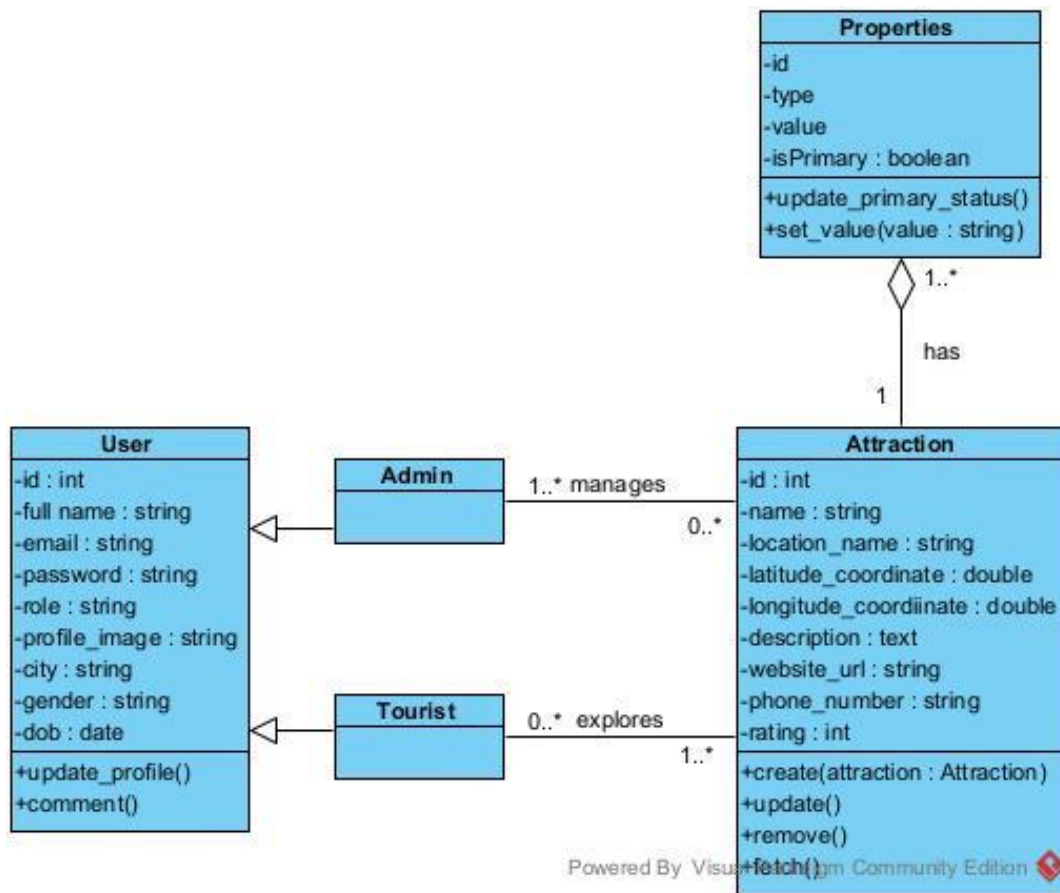 Properties
-id
-type
-value
-isPrimary : boolean
+update_primary_status()
+set_value(value : string)
1..*
has
1
User
-id : int
-full name : string
-email : string
-password : string
-role : string
-profile_image : string
-city : string
-gender : string
-dob : date
+update_profile()
+comment()
Admin
1..* manages
0..*
Tourist
0..* explores
1..*
Attraction
-id : int
-name : string
-location_name : string
-latitude_coordinate : double
-longitude_coordiinate : double
-description : text
-website_url : string
-phone_number : string
-rating : int
+create(attraction : Attraction)
+update()
+remove()
+fetch()
Powered By Visual Paradigm Community Edition